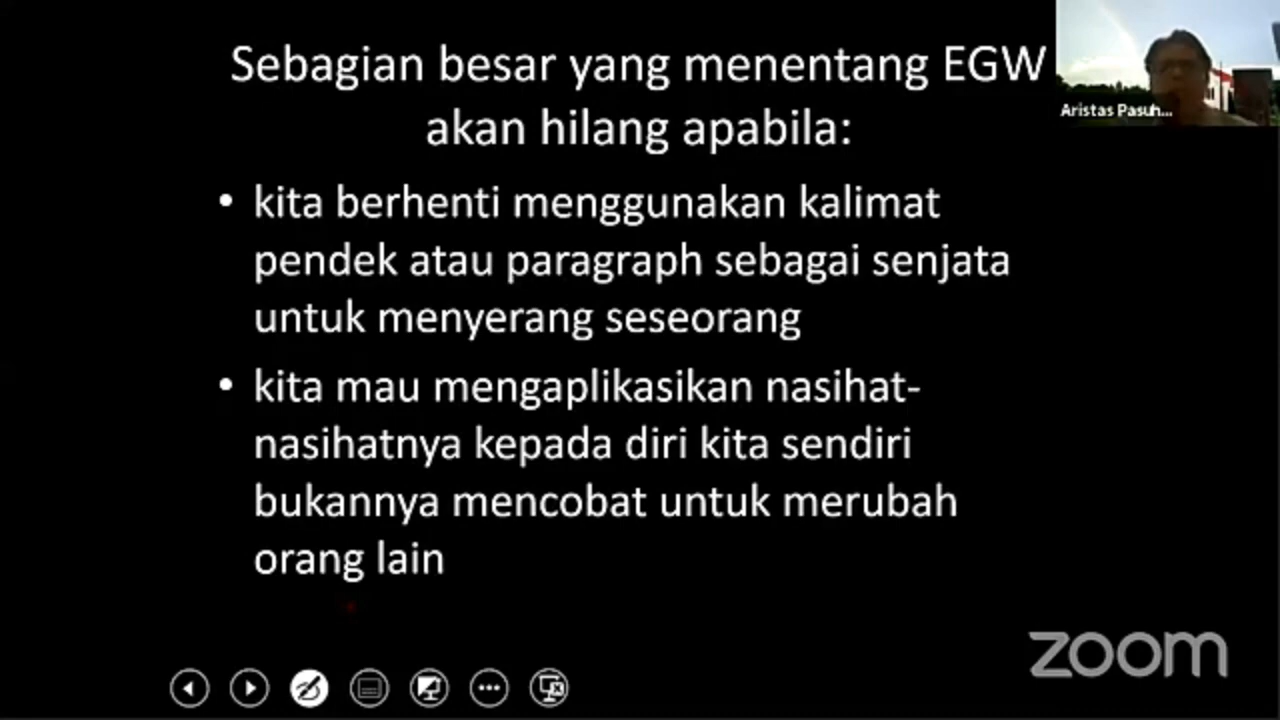 Sebagian besar yang menentang EGW
akan hilang apabila:
• kita berhenti menggunakan kalimat
pendek atau paragraph sebagai senjata
untuk menyerang seseorang
• kita mau mengaplikasikan nasihat-
nasihatnya kepada diri kita sendiri
bukannya mencobat untuk merubah
orang lain
Aristas Pasuh...
zoom